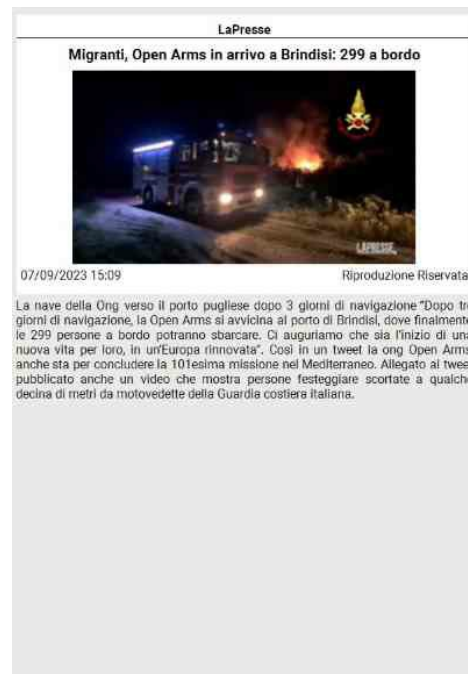 LaPresse
Migranti, Open Arms in arrivo a Brindisi: 299 a bordo
LAPRESSE
07/09/2023 15:09
Riproduzione Riservata
La nave della Ong verso il porto pugliese dopo 3 giorni di navigazione "Dopo tre
giorni di navigazione, la Open Arms si avvicina al porto di Brindisi, dove finalmente
le 299 persone a bordo potranno sbarcare. Ci auguriamo che sia l'inizio di una
nuova vita per loro, in un'Europa rinnovata". Così in un tweet la ong Open Arms
anche sta per concludere la 101esima missione nel Mediterraneo. Allegato al tweet
pubblicato anche un video che mostra persone festeggiare scortate a qualche
decina di metri da motovedette della Guardia costiera italiana.